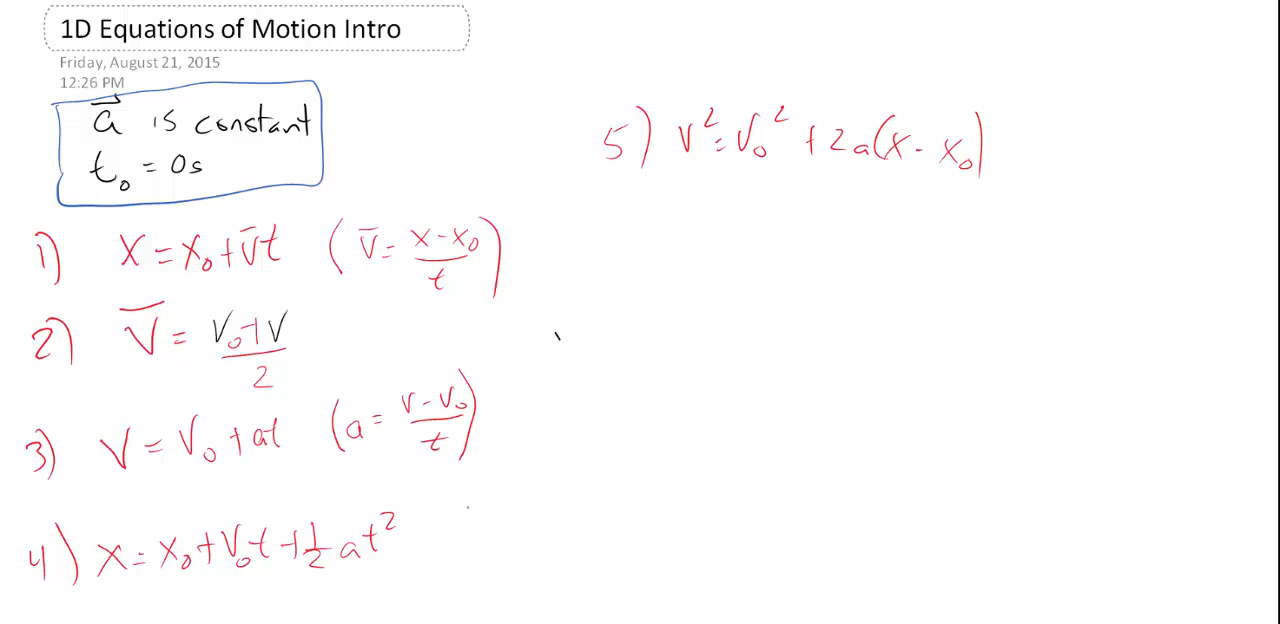 1D Equations of Motion Intro
Friday, August 21, 2015
12:26 PM
a⃗ is constant
t₀ = 0s
1) x = x₀ + v̄t (v̄ = (x - x₀)/t)
2) v̄ = (v₀ + v)/2
3) v = v₀ + at (a = (v - v₀)/t)
4) x = x₀ + v₀t + ½at²
5) v² = v₀² + 2a(x - x₀)